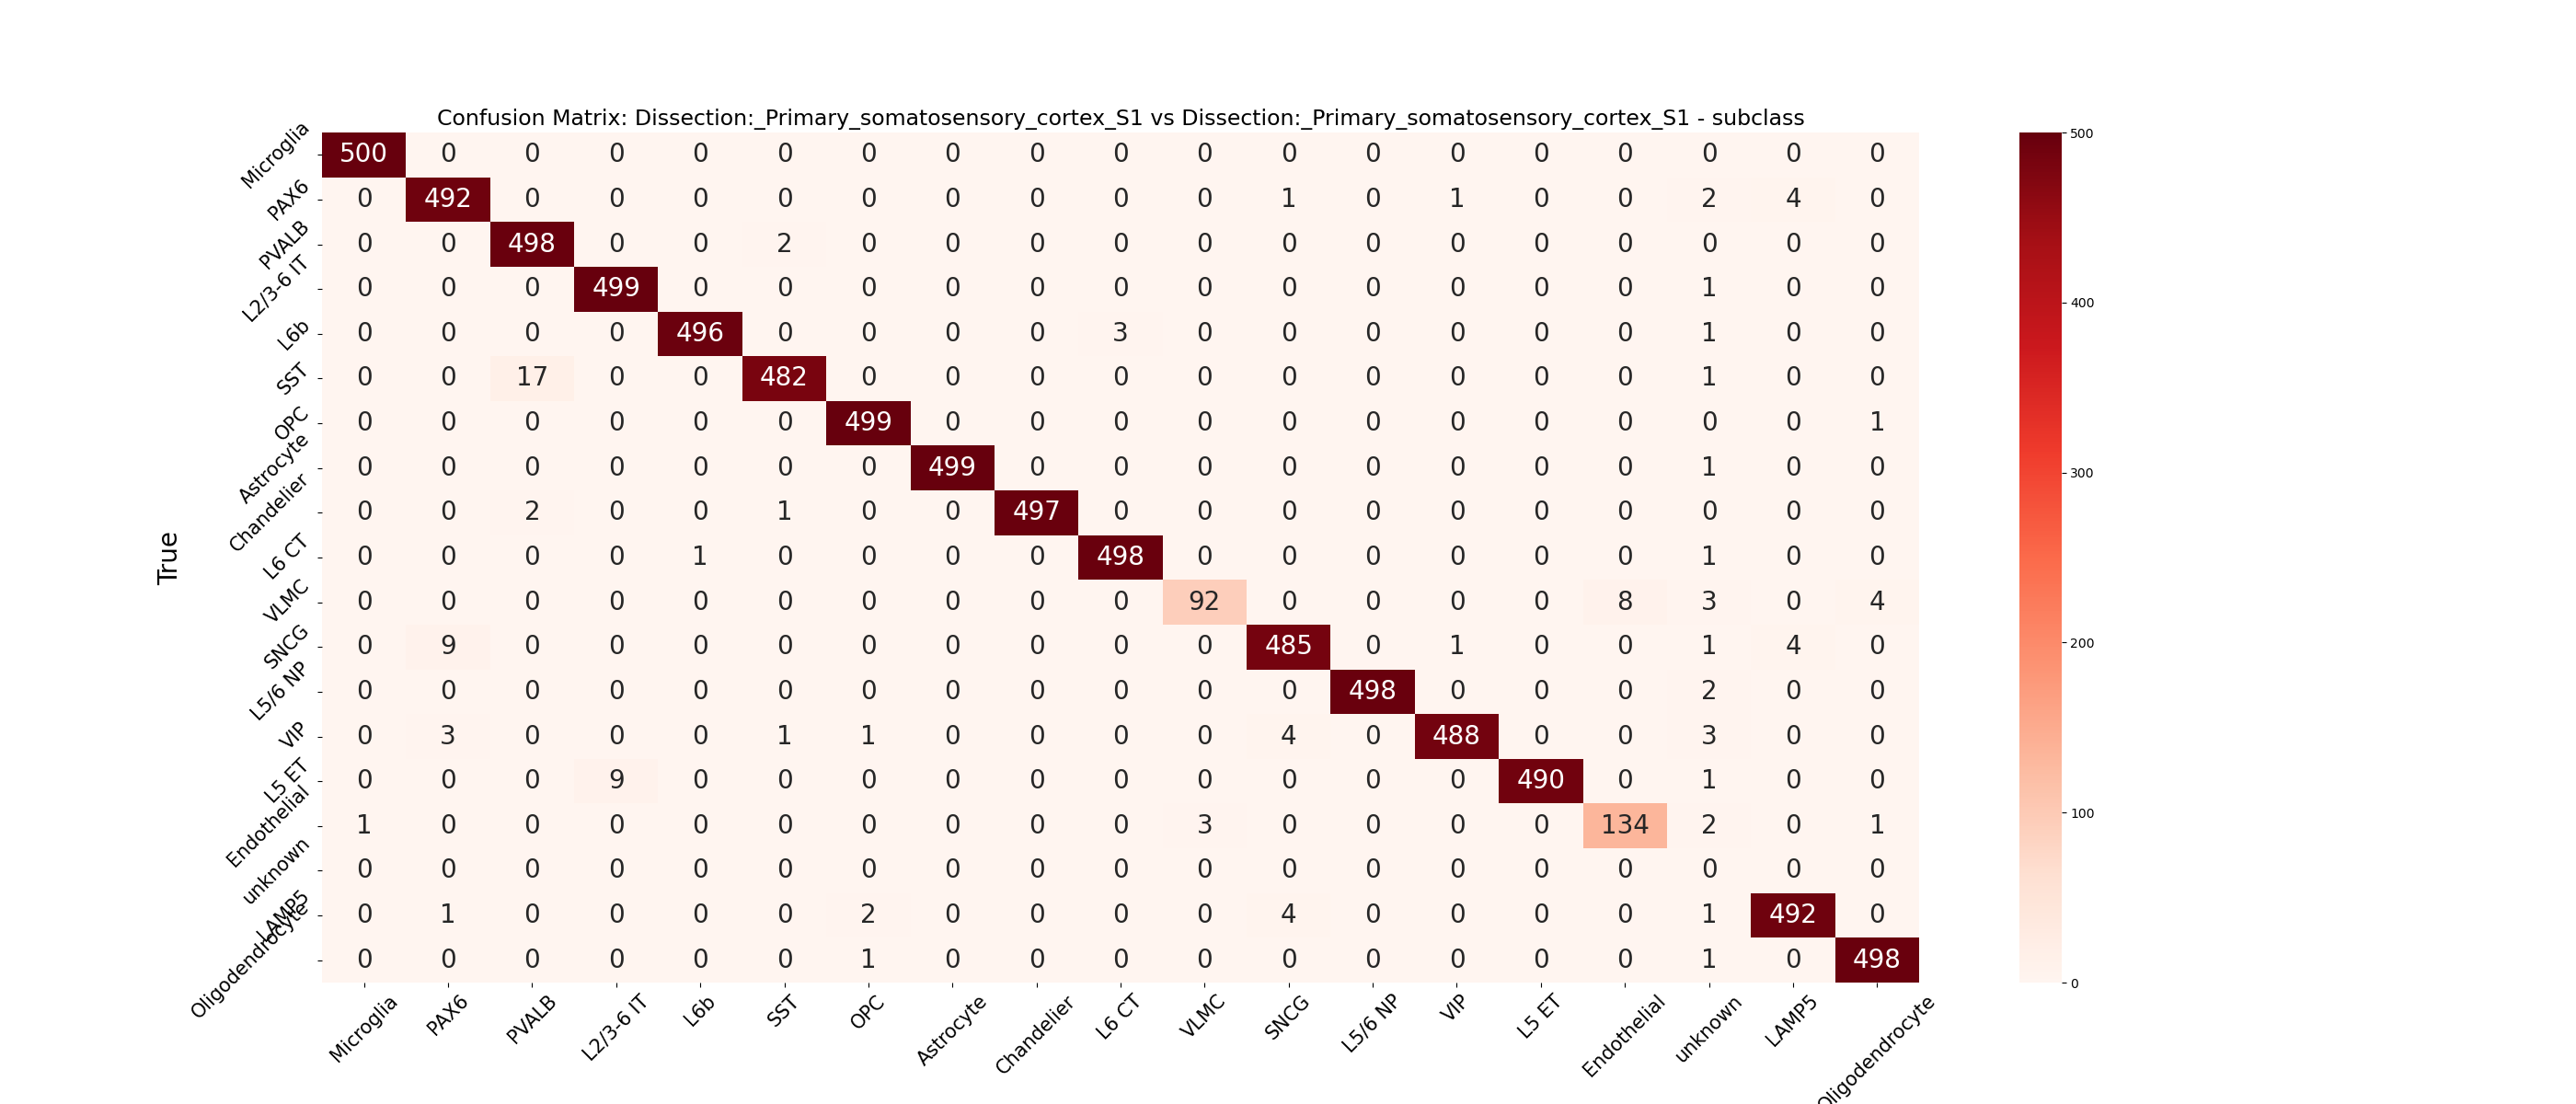 Confusion Matrix: Dissection:_Primary_somatosensory_cortex_S1 vs Dissection:_Primary_somatosensory_cortex_S1 - subclass
True
Microglia 500 0 0 0 0 0 0 0 0 0 0 0 0 0 0 0 0 0 0
PAX6 0 492 0 0 0 0 0 0 0 0 0 1 0 1 0 0 2 4 0
PVALB 0 0 498 0 0 2 0 0 0 0 0 0 0 0 0 0 0 0 0
L2/3-6 IT 0 0 0 499 0 0 0 0 0 0 0 0 0 0 0 0 1 0 0
L6b 0 0 0 0 496 0 0 0 0 3 0 0 0 0 0 0 1 0 0
SST 0 0 17 0 0 482 0 0 0 0 0 0 0 0 0 0 1 0 0
OPC 0 0 0 0 0 0 499 0 0 0 0 0 0 0 0 0 0 0 1
Astrocyte 0 0 0 0 0 0 0 499 0 0 0 0 0 0 0 0 1 0 0
Chandelier 0 0 2 0 0 1 0 0 497 0 0 0 0 0 0 0 0 0 0
L6 CT 0 0 0 0 1 0 0 0 0 498 0 0 0 0 0 0 1 0 0
VLMC 0 0 0 0 0 0 0 0 0 0 92 0 0 0 0 8 3 0 4
SNCG 0 9 0 0 0 0 0 0 0 0 0 485 0 1 0 0 1 4 0
L5/6 NP 0 0 0 0 0 0 0 0 0 0 0 0 498 0 0 0 2 0 0
VIP 0 3 0 0 0 1 1 0 0 0 0 4 0 488 0 0 3 0 0
L5 ET 0 0 0 9 0 0 0 0 0 0 0 0 0 0 490 0 1 0 0
Endothelial 1 0 0 0 0 0 0 0 0 0 3 0 0 0 0 134 2 0 1
unknown 0 0 0 0 0 0 0 0 0 0 0 0 0 0 0 0 0 0 0
LAMP5 0 1 0 0 0 0 2 0 0 0 0 4 0 0 0 0 1 492 0
Oligodendrocyte 0 0 0 0 0 0 1 0 0 0 0 0 0 0 0 0 1 0 498
Microglia PAX6 PVALB L2/3-6 IT L6b SST OPC Astrocyte Chandelier L6 CT VLMC SNCG L5/6 NP VIP L5 ET Endothelial unknown LAMP5 Oligodendrocyte
500
400
300
200
100
0